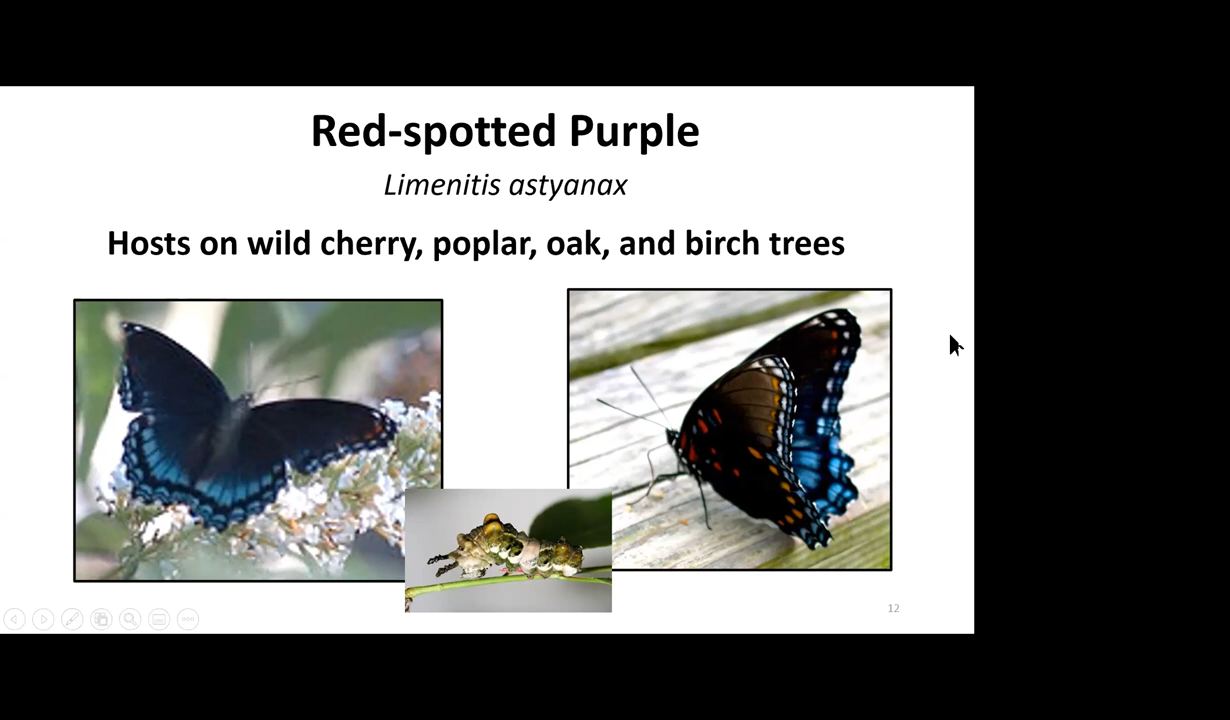 Red-spotted Purple
Limenitis astyanax
Hosts on wild cherry, poplar, oak, and birch trees
12